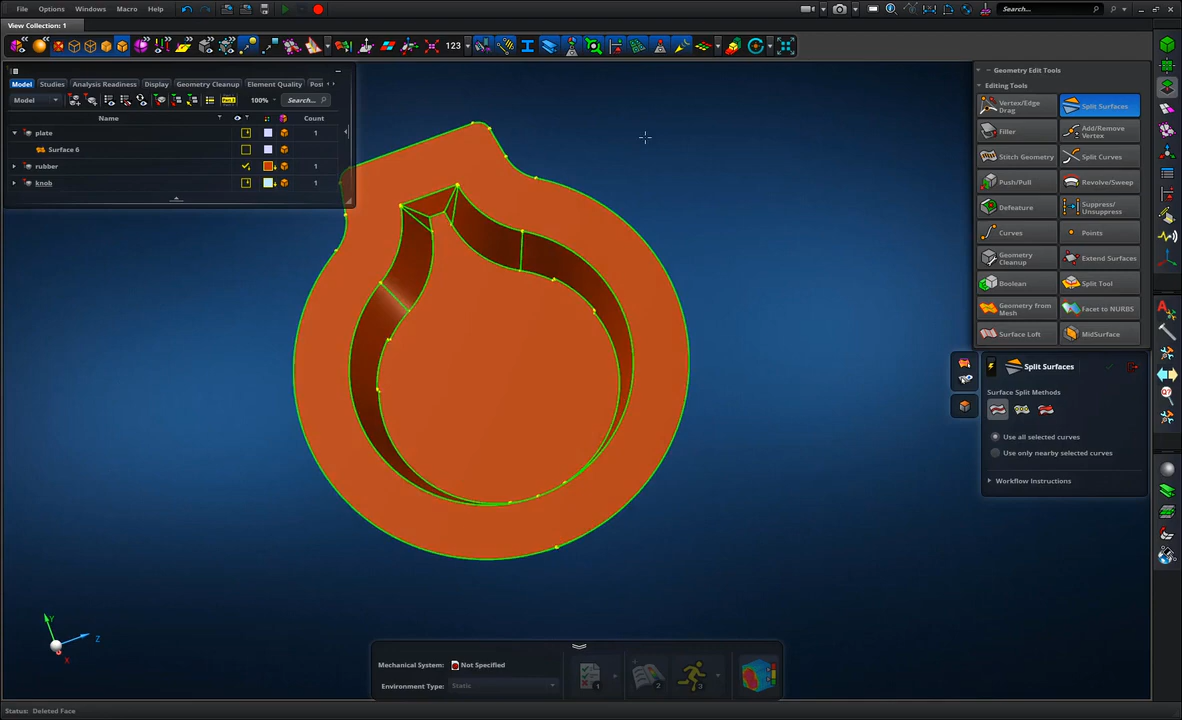 File Options Windows Macro Help
Search...
View Collection: 1
123
Model Studies Analysis Readiness Display Geometry Cleanup Element Quality Pos
Model 100% Search...
Name Count
plate 1
Surface 6
rubber 1
knob 1
Geometry Edit Tools
Editing Tools
Vertex/Edge Drag
Split Surfaces
Filler
Add/Remove Vertex
Stitch Geometry
Split Curves
Push/Pull
Revolve/Sweep
Defeature
Suppress/ Unsuppress
Curves
Points
Geometry Cleanup
Extend Surfaces
Boolean
Split Tool
Geometry from Mesh
Facet to NURBS
Surface Loft
MidSurface
Split Surfaces
Surface Split Methods
Use all selected curves
Use only nearby selected curves
Workflow Instructions
Y
Z
X
Mechanical System: Not Specified
Environment Type: Static
1
2
3
Status: Deleted Face